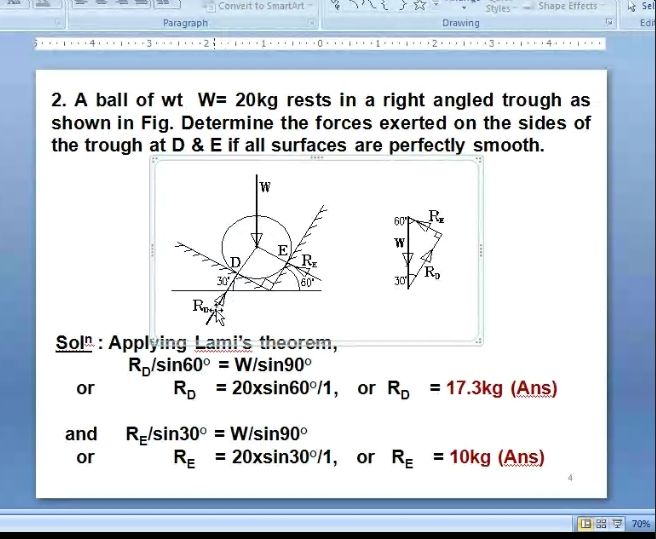 Convert to SmartArt
Styles
Shape Effects
Sel
Paragraph
Drawing
Edit
4 3 2 1 0 1 2 3 4
2. A ball of wt W= 20kg rests in a right angled trough as
shown in Fig. Determine the forces exerted on the sides of
the trough at D & E if all surfaces are perfectly smooth.
W
60° RE
E
W
D
RE
30°
60°
30° RD
RD
Solⁿ : Applying Lami's theorem,
RD/sin60° = W/sin90°
or RD = 20xsin60°/1, or RD = 17.3kg (Ans)
and RE/sin30° = W/sin90°
or RE = 20xsin30°/1, or RE = 10kg (Ans)
4
70%